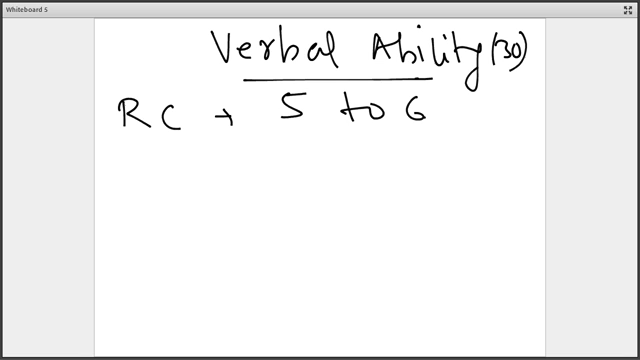 Whiteboard 5
Verbal Ability (30)
RC → 5 to 6